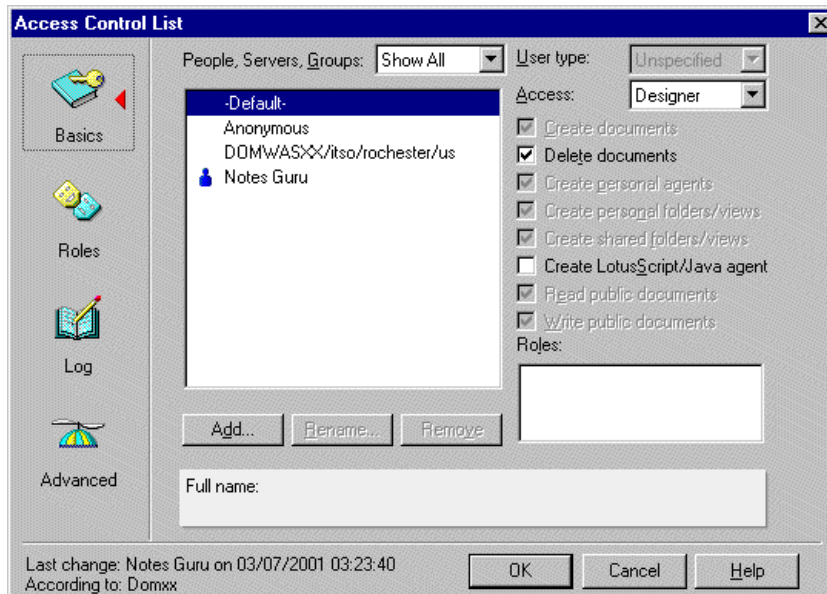 Access Control List
Basics
Roles
Log
Advanced
People, Servers, Groups: Show All
-Default-
Anonymous
DOMWASXX/itso/rochester/us
Notes Guru
Add... Rename... Remove
User type: Unspecified
Access: Designer
Create documents
Delete documents
Create personal agents
Create personal folders/views
Create shared folders/views
Create LotusScript/Java agent
Read public documents
Write public documents
Roles:
Full name:
Last change: Notes Guru on 03/07/2001 03:23:40
According to: Domxx
OK Cancel Help